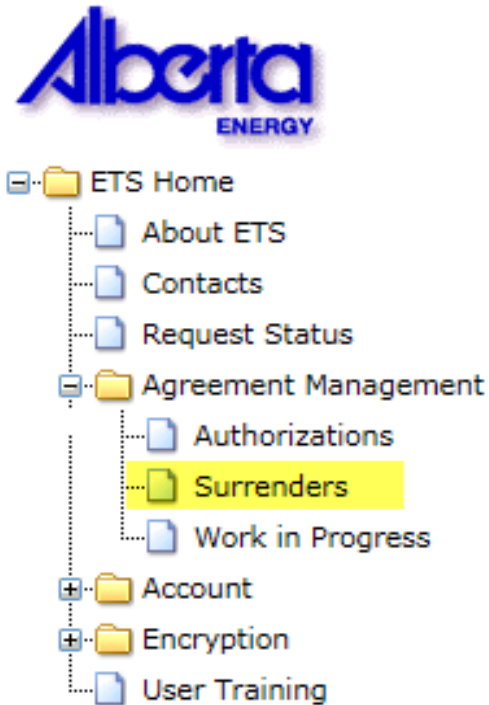 Alberta
ENERGY
ETS Home
About ETS
Contacts
Request Status
Agreement Management
Authorizations
Surrenders
Work in Progress
Account
Encryption
User Training